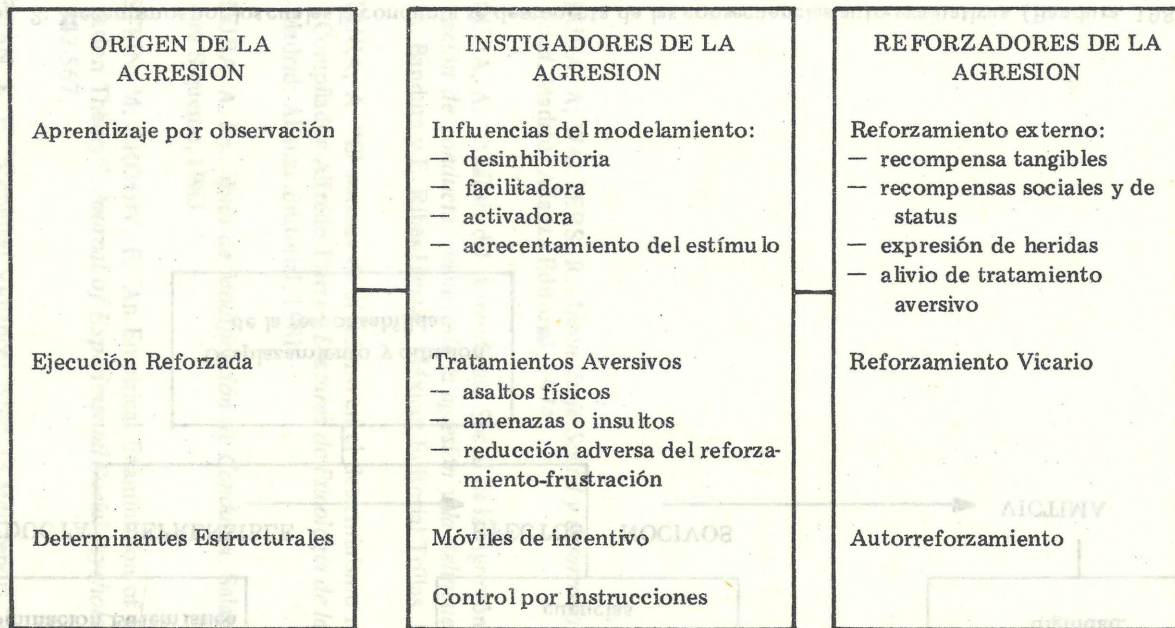 ORIGEN DE LA
AGRESION
Aprendizaje por observación
Ejecución Reforzada
Determinantes Estructurales
INSTIGADORES DE LA
AGRESION
Influencias del modelamiento:
— desinhibitoria
— facilitadora
— activadora
— acrecentamiento del estímulo
Tratamientos Aversivos
— asaltos físicos
— amenazas o insultos
— reducción adversa del reforza-
miento-frustración
Móviles de incentivo
Control por Instrucciones
REFORZADORES DE LA
AGRESION
Reforzamiento externo:
— recompensa tangibles
— recompensas sociales y de
status
— expresión de heridas
— alivio de tratamiento
aversivo
Reforzamiento Vicario
Autorreforzamiento